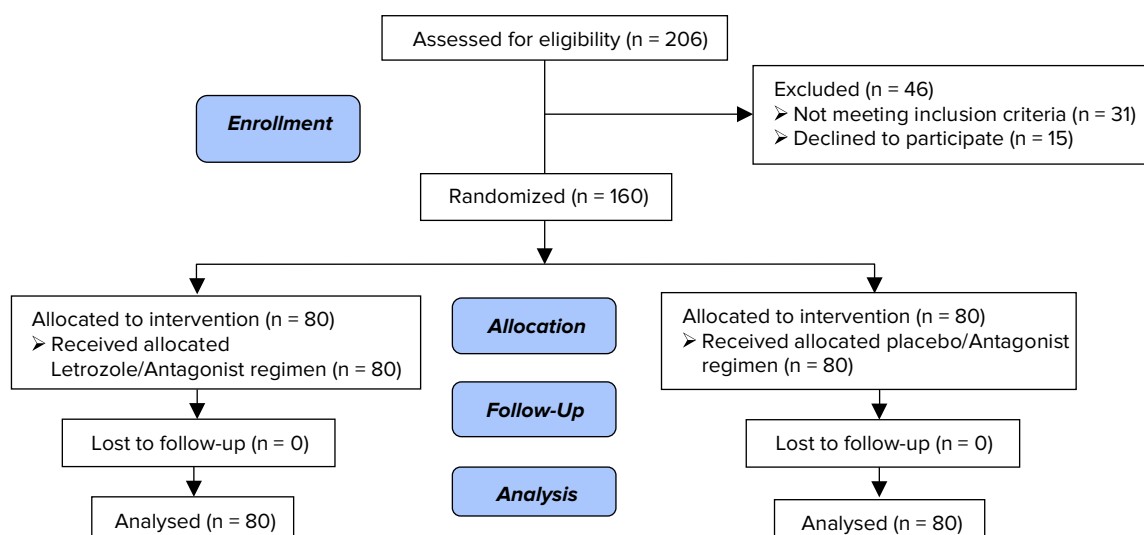 Assessed for eligibility (n = 206)
Excluded (n = 46)
➢ Not meeting inclusion criteria (n = 31)
➢ Declined to participate (n = 15)
Enrollment
Randomized (n = 160)
Allocated to intervention (n = 80)
➢ Received allocated
Letrozole/Antagonist regimen (n = 80)
Allocation
Allocated to intervention (n = 80)
➢ Received allocated placebo/Antagonist
regimen (n = 80)
Follow-Up
Lost to follow-up (n = 0)
Lost to follow-up (n = 0)
Analysis
Analysed (n = 80)
Analysed (n = 80)